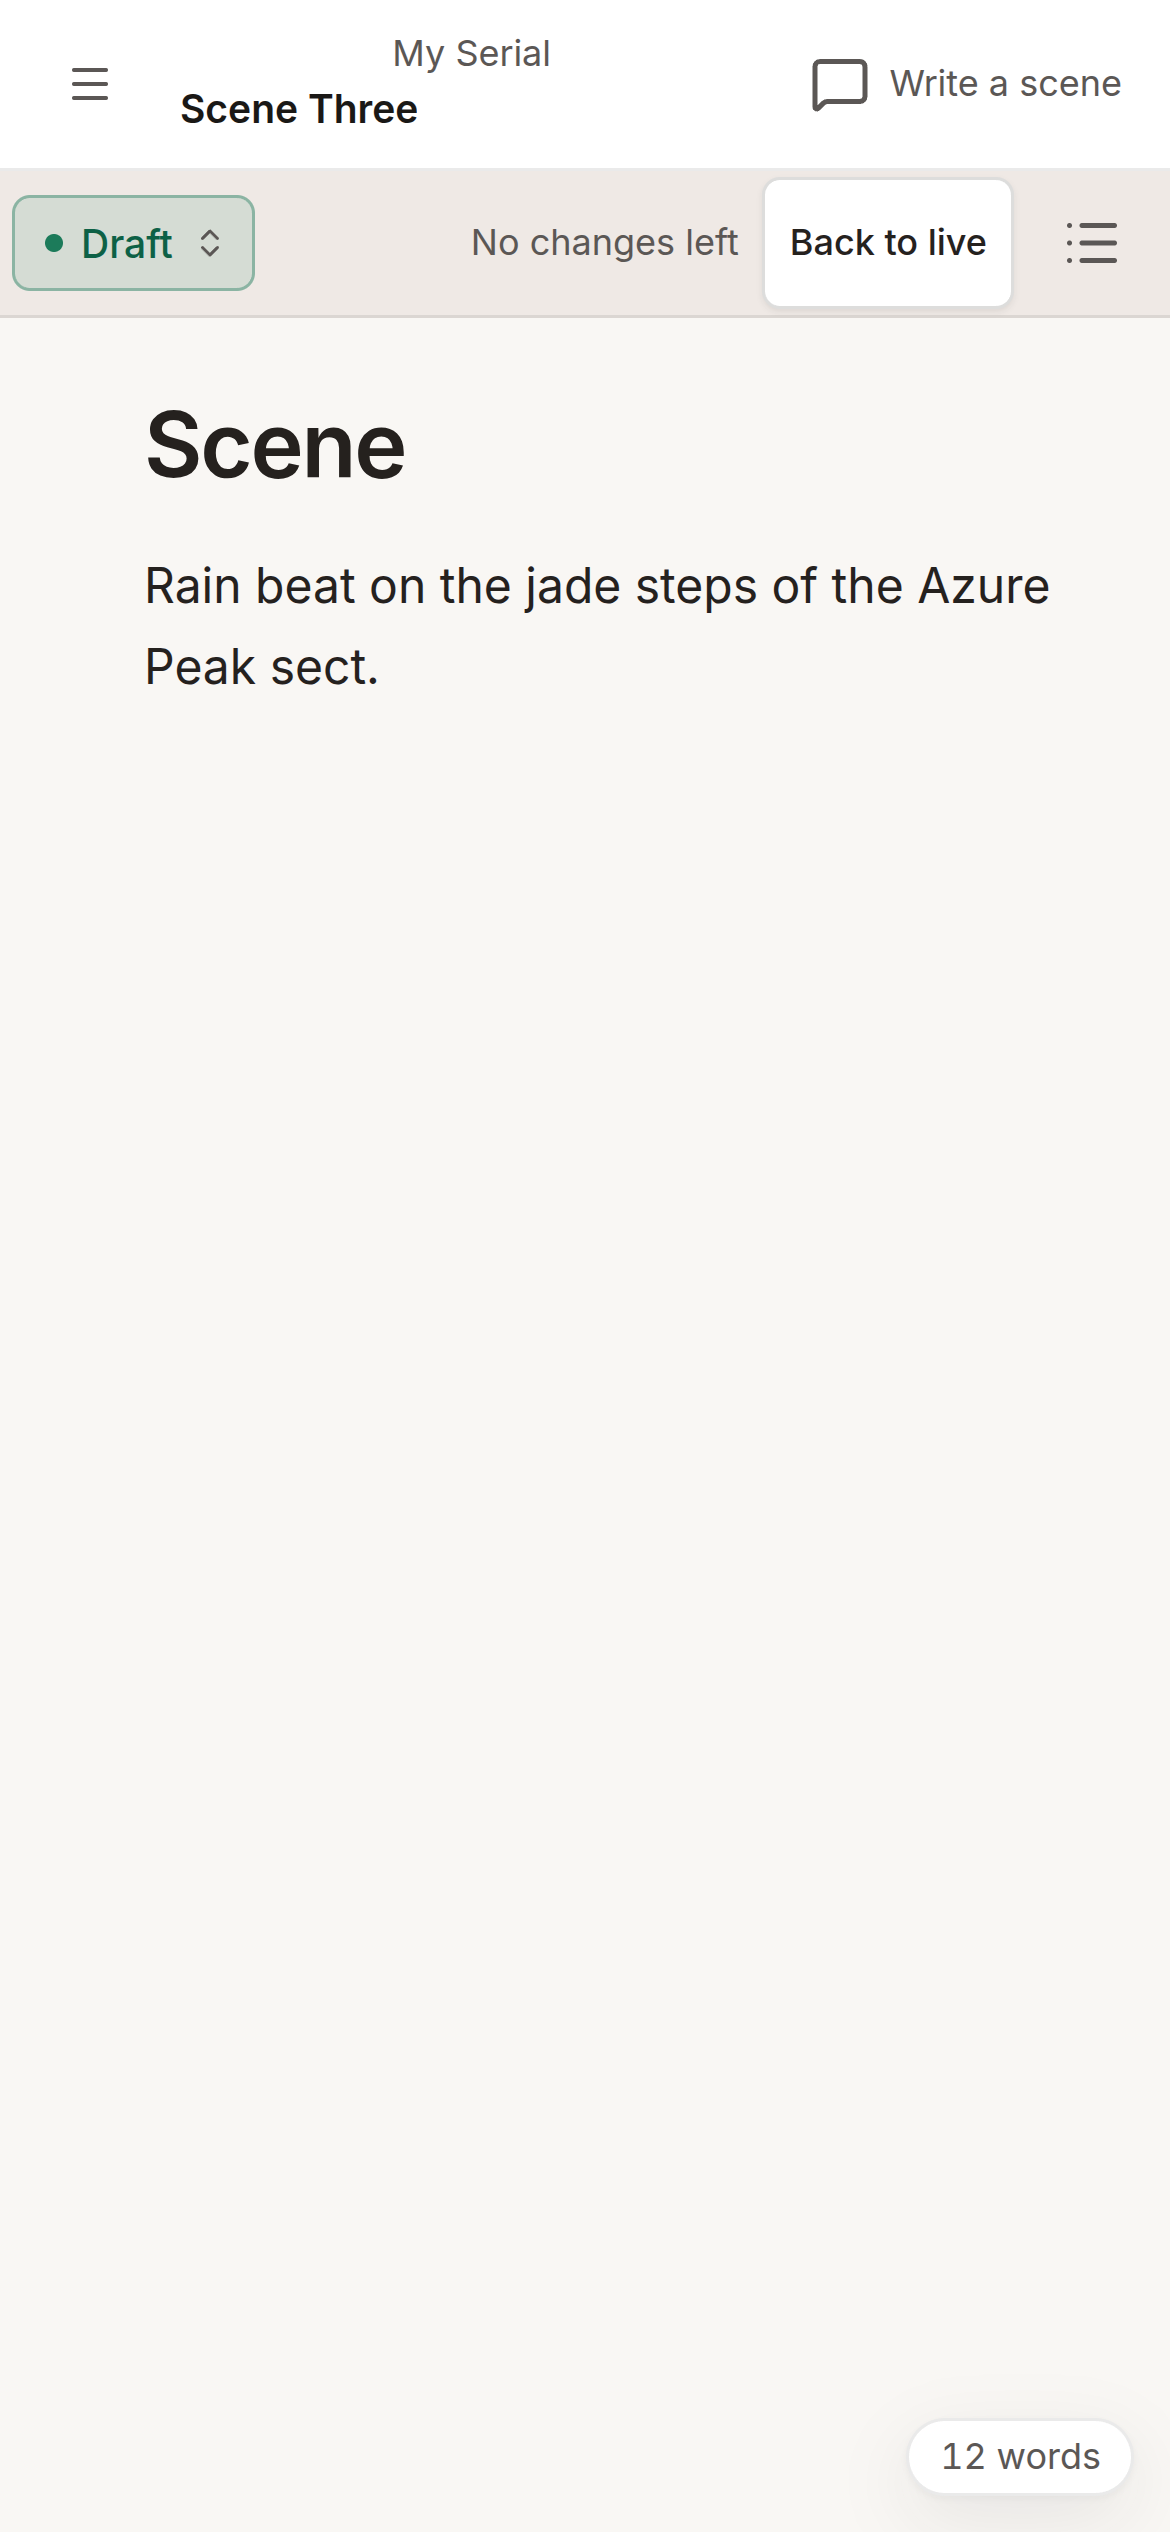 My Serial
Scene Three
Write a scene
Draft
No changes left
Back to live
Scene
Rain beat on the jade steps of the Azure
Peak sect.
12 words